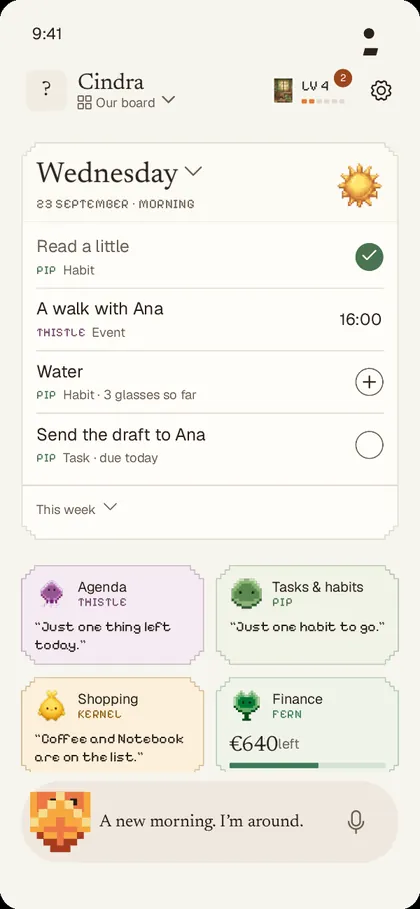 9:41
?
Cindra
Our board
LV 4
2
Wednesday
23 SEPTEMBER · MORNING
Read a little
PIP Habit
A walk with Ana
THISTLE Event
16:00
Water
PIP Habit · 3 glasses so far
Send the draft to Ana
PIP Task · due today
This week
Agenda
THISTLE
“Just one thing left
today.”
Tasks & habits
PIP
“Just one habit to go.”
Shopping
KERNEL
“Coffee and Notebook
are on the list.”
Finance
FERN
€640 left
A new morning. I’m around.